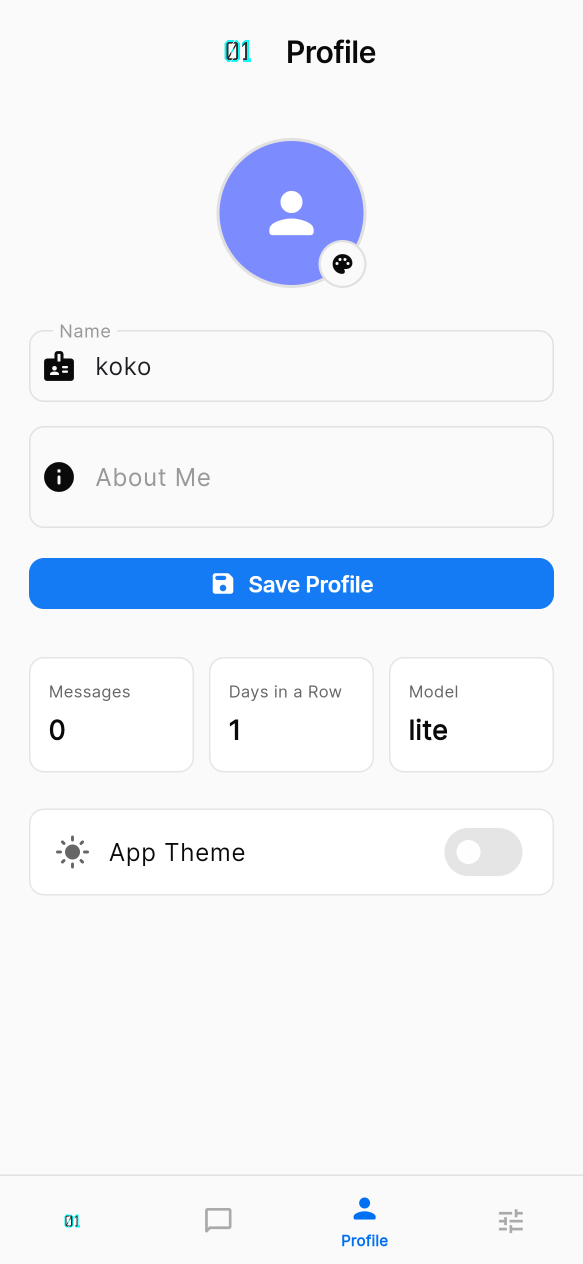 01 Profile
Name
koko
About Me
Save Profile
Messages Days in a Row Model
0 1 lite
App Theme
01
Profile